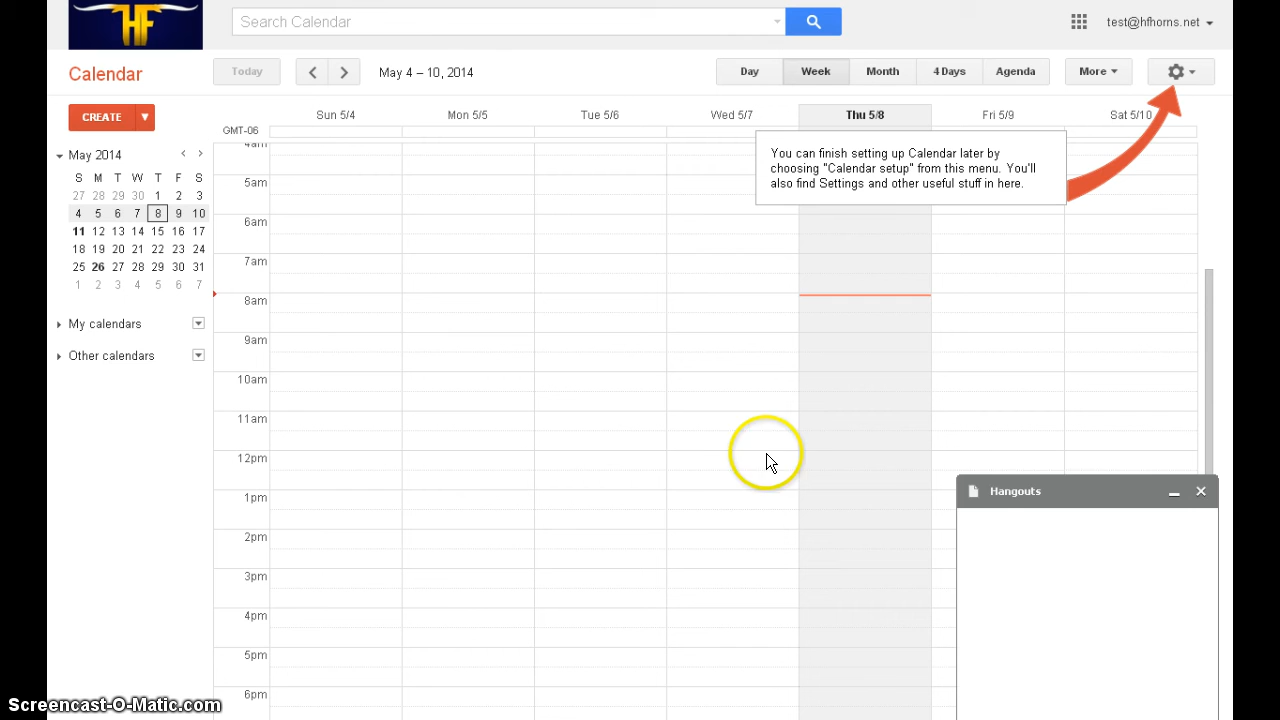 HF
Search Calendar
test@hfhorns.net
Calendar
Today
May 4 – 10, 2014
Day
Week
Month
4 Days
Agenda
More
CREATE
Sun 5/4
Mon 5/5
Tue 5/6
Wed 5/7
Thu 5/8
Fri 5/9
Sat 5/10
GMT-06
You can finish setting up Calendar later by
choosing "Calendar setup" from this menu. You'll
also find Settings and other useful stuff in here.
May 2014
S M T W T F S
27 28 29 30 1 2 3
4 5 6 7 8 9 10
11 12 13 14 15 16 17
18 19 20 21 22 23 24
25 26 27 28 29 30 31
1 2 3 4 5 6 7
My calendars
Other calendars
4am
5am
6am
7am
8am
9am
10am
11am
12pm
1pm
2pm
3pm
4pm
5pm
6pm
Hangouts
Screencast-O-Matic.com